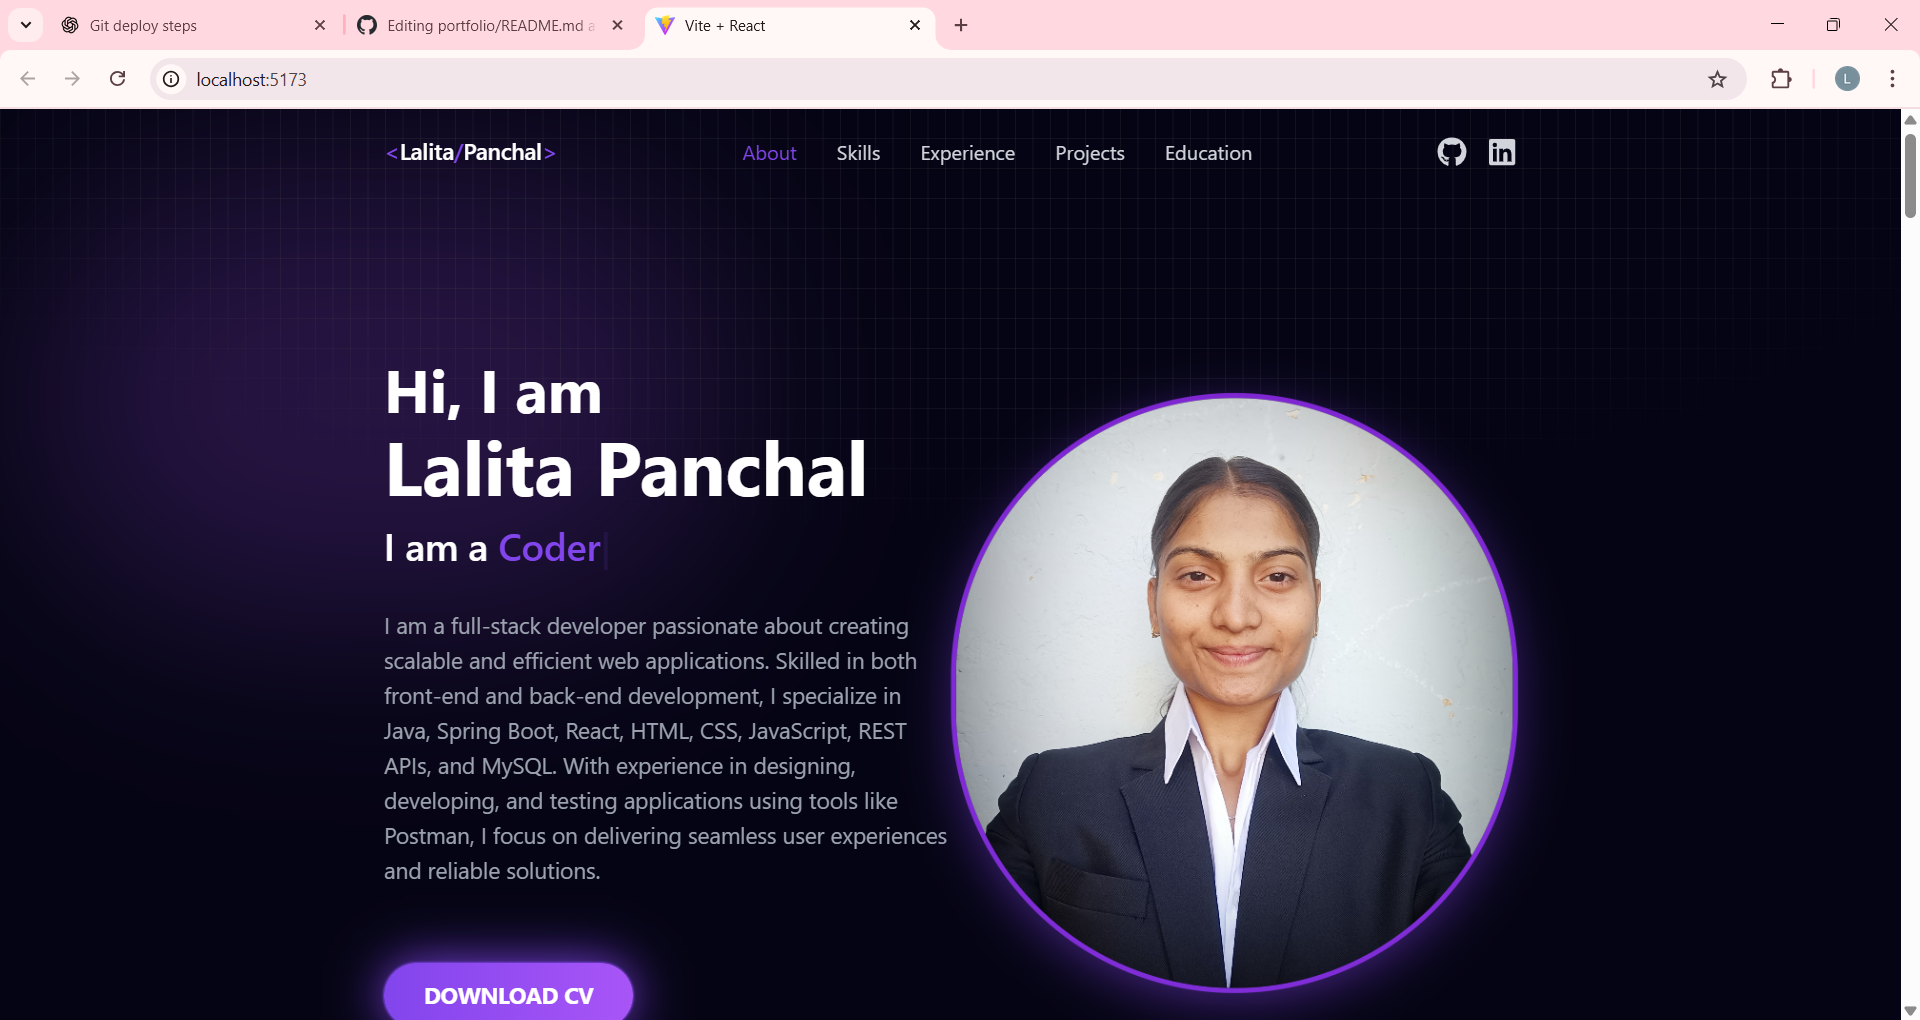 Git deploy steps
Editing portfolio/README.md a
Vite + React
localhost:5173
L
<Lalita/Panchal>
About Skills Experience Projects Education
in
Hi, I am
Lalita Panchal
I am a Coder
I am a full-stack developer passionate about creating
scalable and efficient web applications. Skilled in both
front-end and back-end development, I specialize in
Java, Spring Boot, React, HTML, CSS, JavaScript, REST
APIs, and MySQL. With experience in designing,
developing, and testing applications using tools like
Postman, I focus on delivering seamless user experiences
and reliable solutions.
DOWNLOAD CV